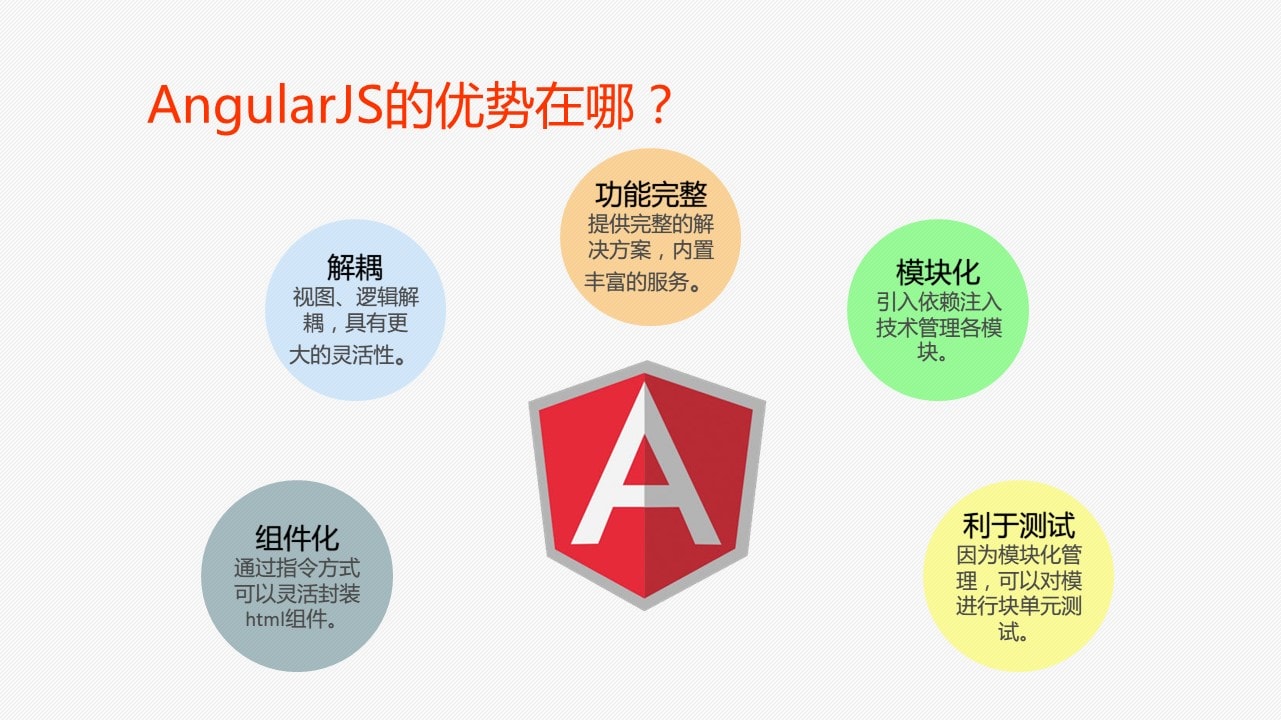 AngularJS的优势在哪？
功能完整
提供完整的解
决方案，内置
丰富的服务。
解耦
视图、逻辑解
耦，具有更
大的灵活性。
模块化
引入依赖注入
技术管理各模
块。
组件化
通过指令方式
可以灵活封装
html组件。
利于测试
因为模块化管
理，可以对模
进行块单元测
试。